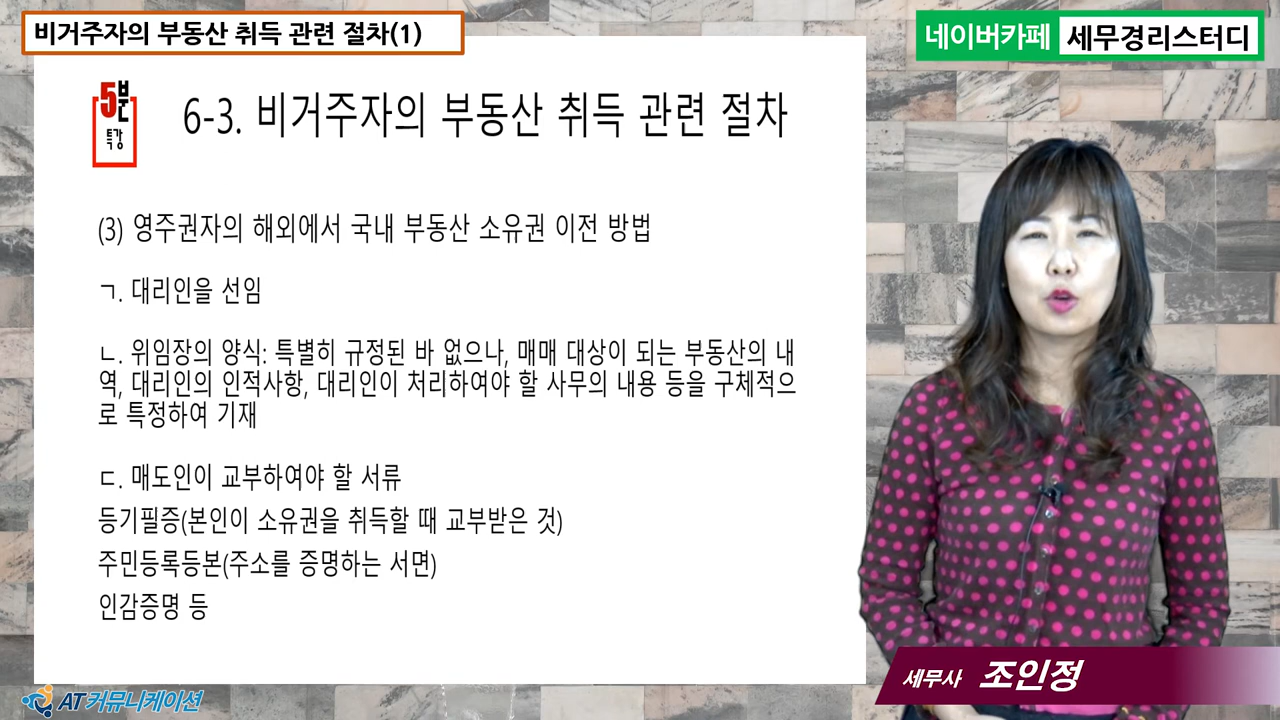 비거주자의 부동산 취득 관련 절차(1)
네이버카페 세무경리스터디
5분
특강
6-3. 비거주자의 부동산 취득 관련 절차
(3) 영주권자의 해외에서 국내 부동산 소유권 이전 방법
ㄱ. 대리인을 선임
ㄴ. 위임장의 양식: 특별히 규정된 바 없으나, 매매 대상이 되는 부동산의 내
역, 대리인의 인적사항, 대리인이 처리하여야 할 사무의 내용 등을 구체적으
로 특정하여 기재
ㄷ. 매도인이 교부하여야 할 서류
등기필증(본인이 소유권을 취득할 때 교부받은 것)
주민등록등본(주소를 증명하는 서면)
인감증명 등
세무사 조인정
AT커뮤니케이션